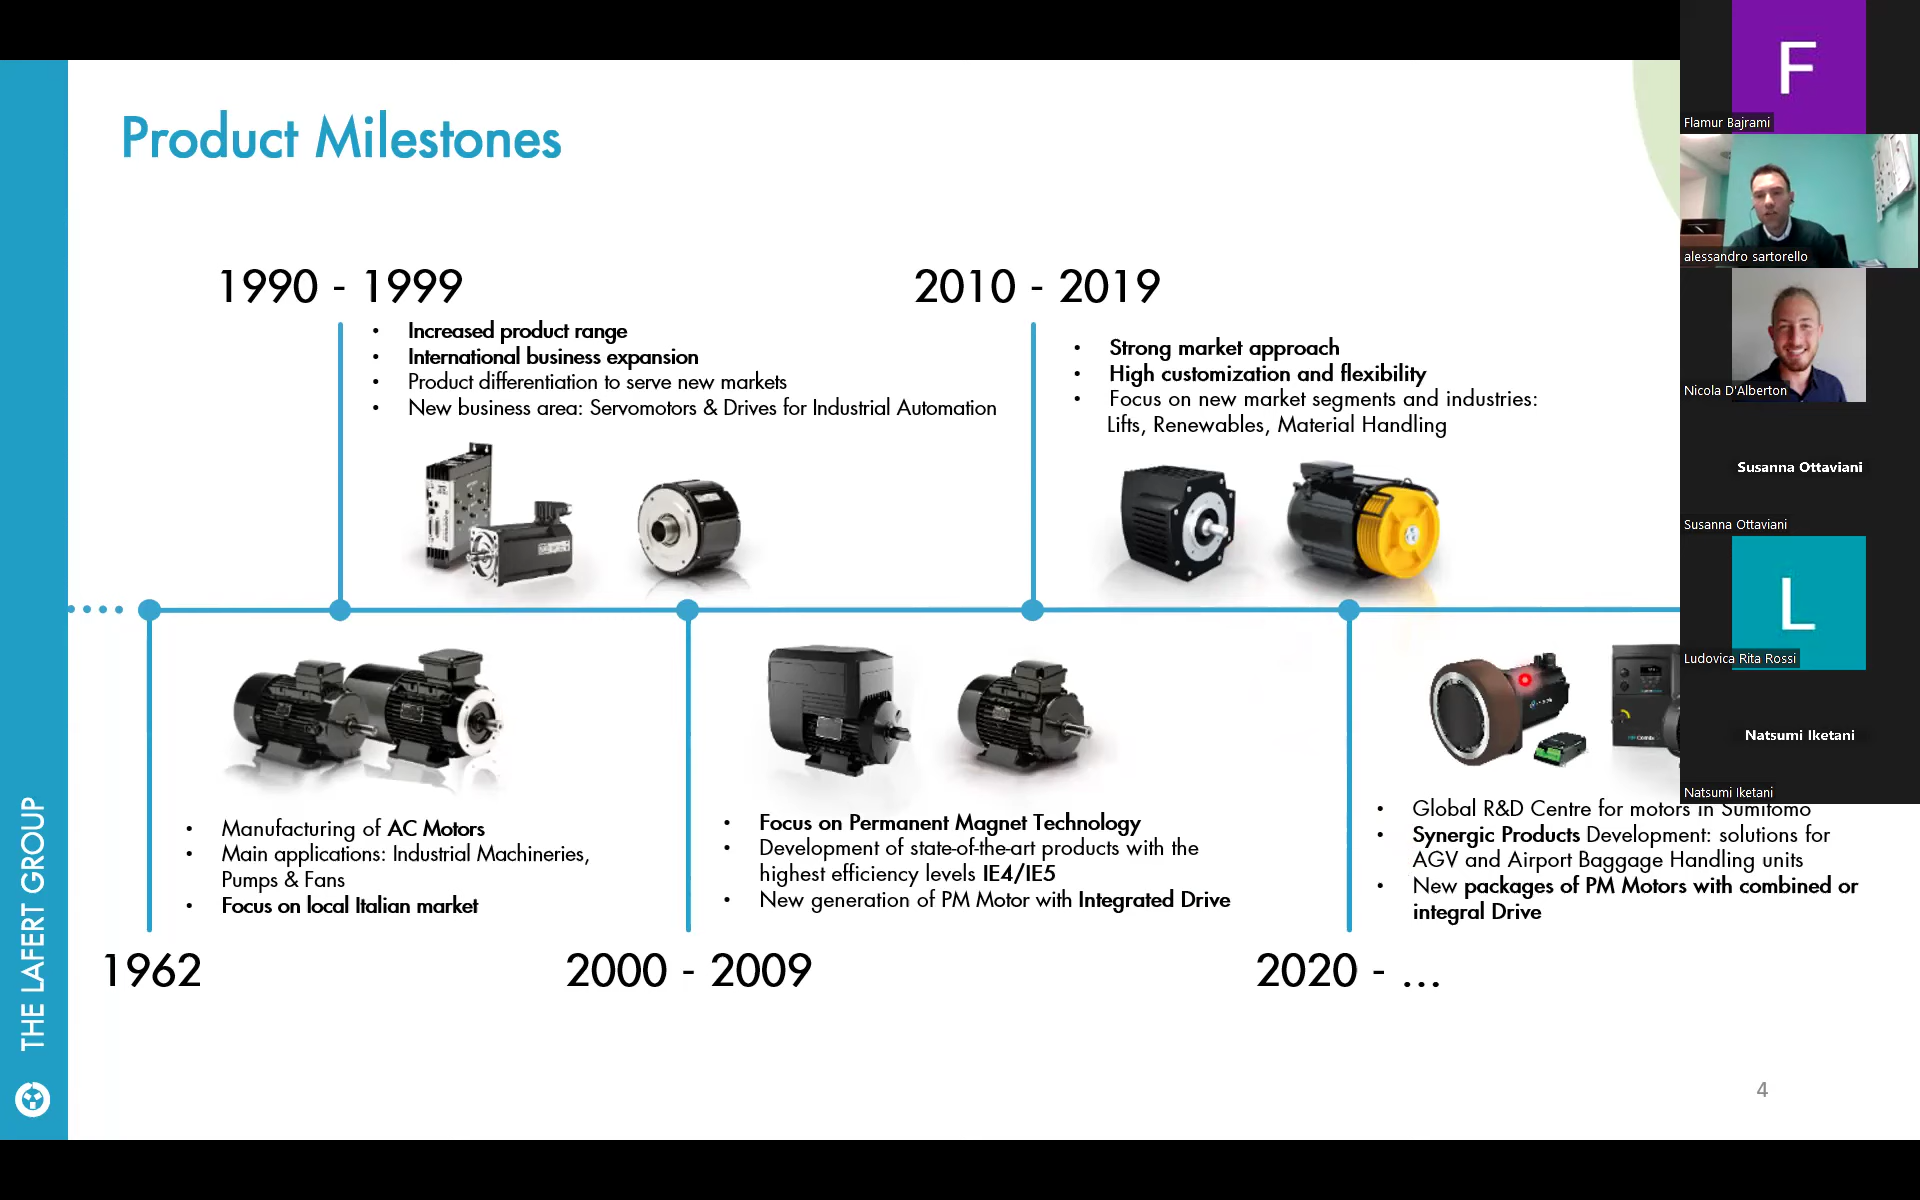 Product Milestones
1990 - 1999
• Increased product range
• International business expansion
• Product differentiation to serve new markets
• New business area: Servomotors & Drives for Industrial Automation
2010 - 2019
• Strong market approach
• High customization and flexibility
• Focus on new market segments and industries:
Lifts, Renewables, Material Handling
• Manufacturing of AC Motors
• Main applications: Industrial Machineries,
Pumps & Fans
• Focus on local Italian market
1962
• Focus on Permanent Magnet Technology
• Development of state-of-the-art products with the
highest efficiency levels IE4/IE5
• New generation of PM Motor with Integrated Drive
2000 - 2009
• Global R&D Centre for motors in Sumitomo
• Synergic Products Development: solutions for
AGV and Airport Baggage Handling units
• New packages of PM Motors with combined or
integral Drive
2020 - ...
THE LAFERT GROUP
4
F
Flamur Bajrami
alessandro sartorello
Nicola D'Alberton
Susanna Ottaviani
Susanna Ottaviani
L
Ludovica Rita Rossi
Natsumi Iketani
Natsumi Iketani